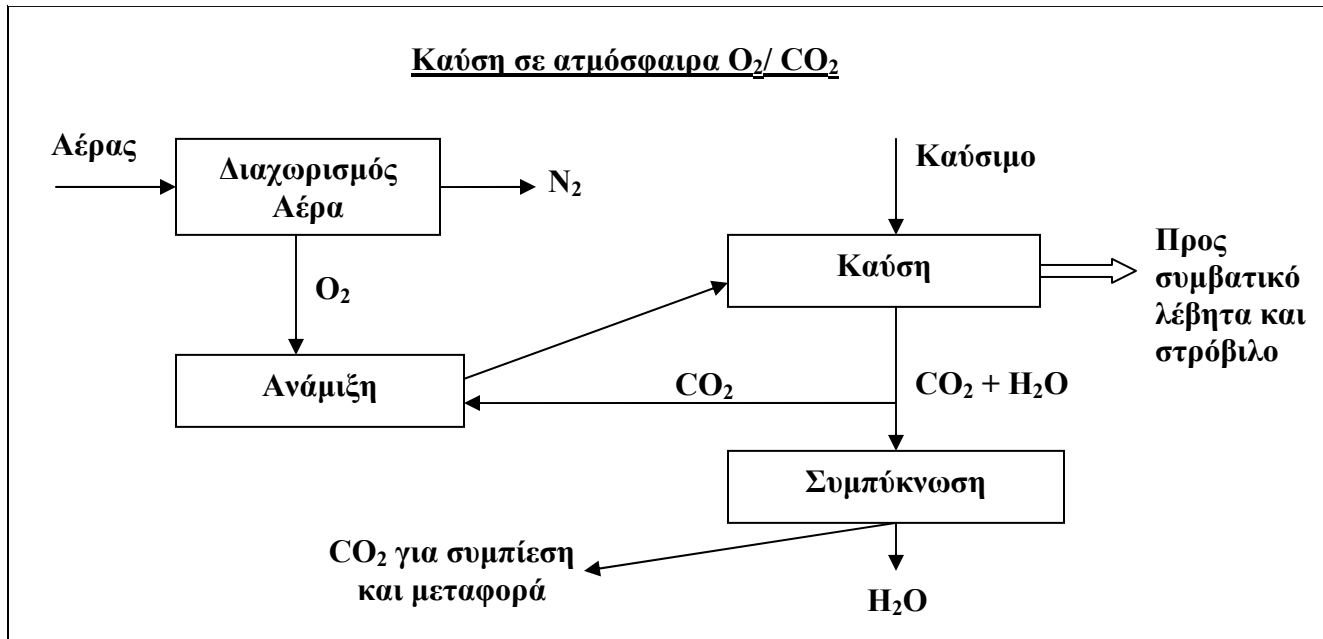 Καύση σε ατμόσφαιρα O₂/ CO₂
Αέρας
Διαχωρισμός
Αέρα
N₂
Καύσιμο
O₂
Καύση
Προς
συμβατικό
λέβητα και
στρόβιλο
Ανάμιξη
CO₂
CO₂ + H₂O
Συμπύκνωση
CO₂ για συμπίεση
και μεταφορά
H₂O